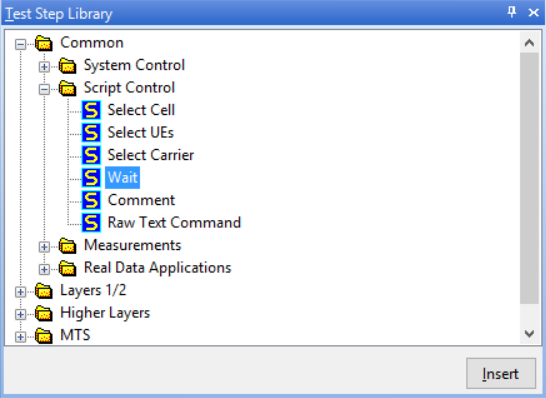 Test Step Library
Common
System Control
Script Control
Select Cell
Select UEs
Select Carrier
Wait
Comment
Raw Text Command
Measurements
Real Data Applications
Layers 1/2
Higher Layers
MTS
Insert